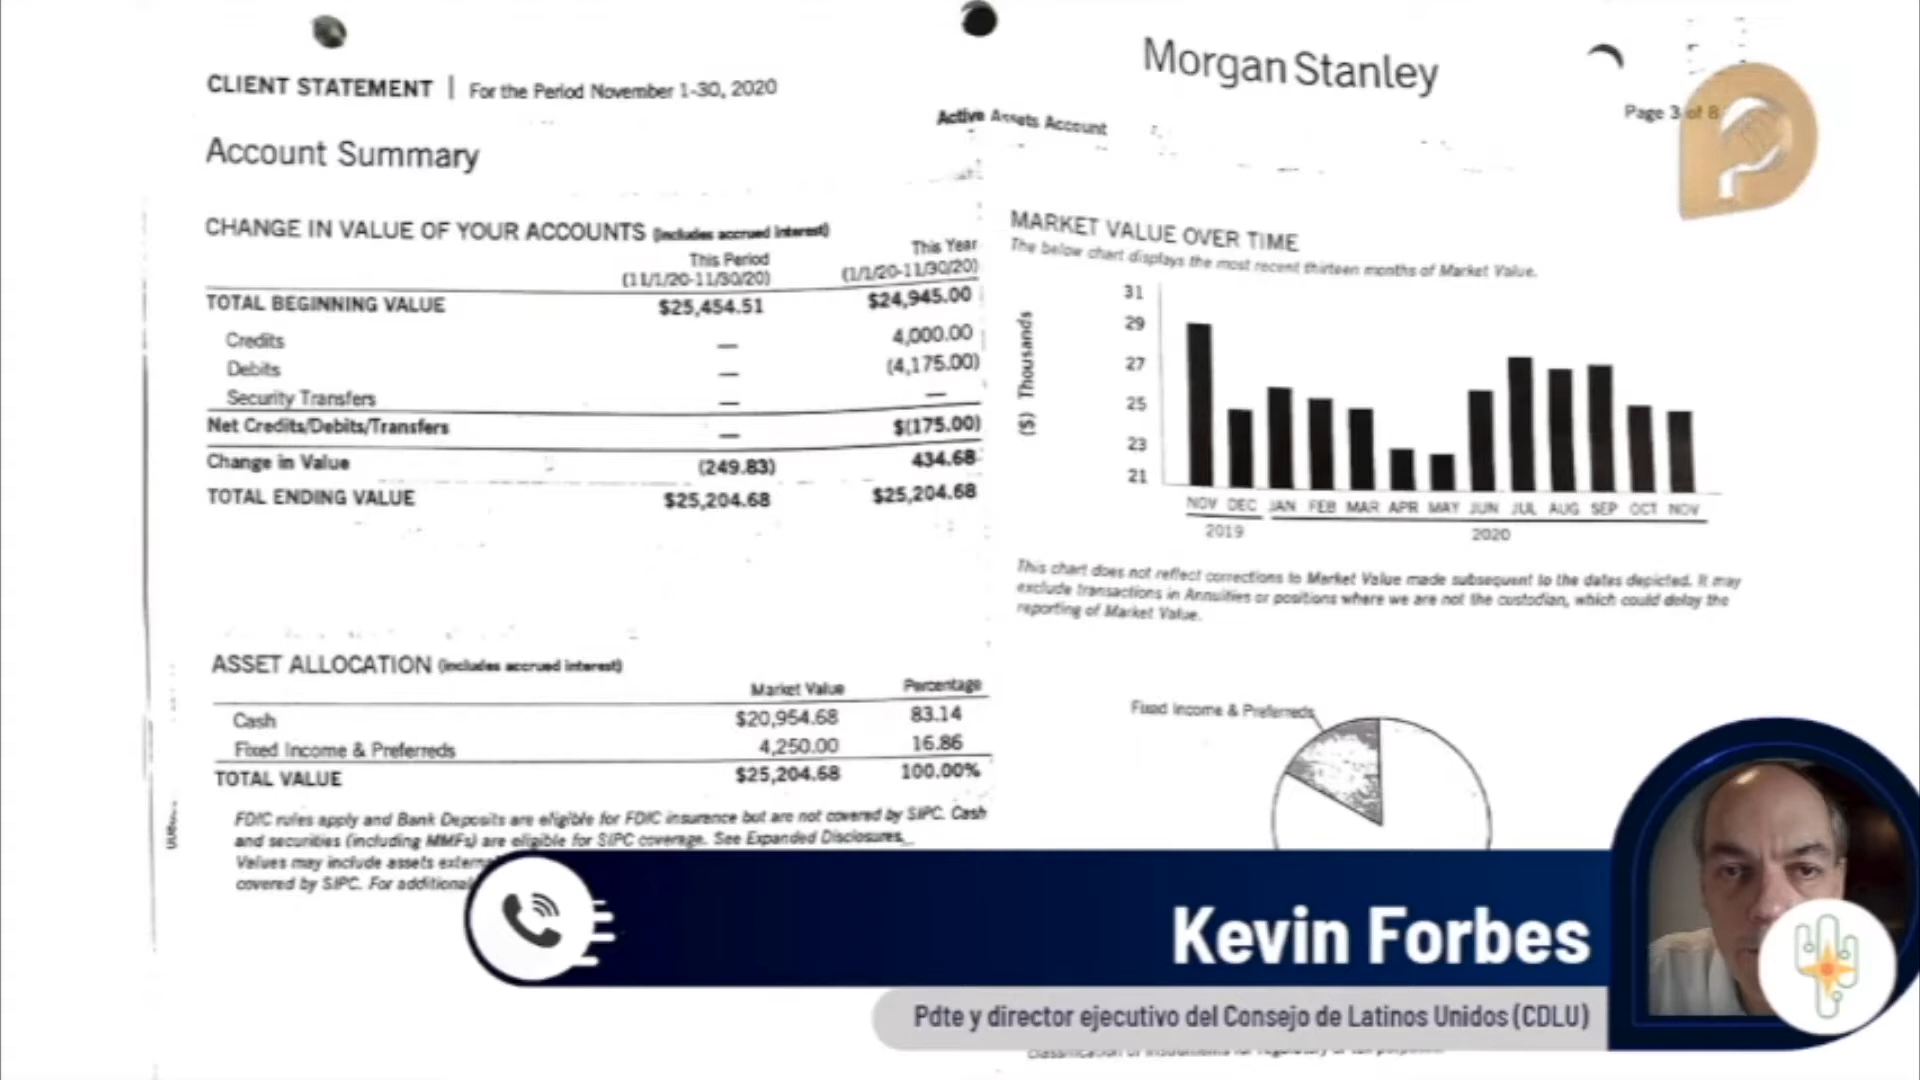 CLIENT STATEMENT | For the Period November 1-30, 2020
Morgan Stanley
Active Assets Account
Page 3 of 8
Account Summary
CHANGE IN VALUE OF YOUR ACCOUNTS (includes accrued interest)
This Period
(11/1/20-11/30/20)
This Year
(1/1/20-11/30/20)
TOTAL BEGINNING VALUE $25,454.51 $24,945.00
Credits — 4,000.00
Debits — (4,175.00)
Security Transfers — —
Net Credits/Debits/Transfers — $(175.00)
Change in Value (249.83) 434.68
TOTAL ENDING VALUE $25,204.68 $25,204.68
MARKET VALUE OVER TIME
The below chart displays the most recent thirteen months of Market Value.
($) Thousands
31
29
27
25
23
21
NOV DEC JAN FEB MAR APR MAY JUN JUL AUG SEP OCT NOV
2019 2020
This chart does not reflect corrections to Market Value made subsequent to the dates depicted. It may
exclude transactions in Annuities or positions where we are not the custodian, which could delay the
reporting of Market Value.
ASSET ALLOCATION (includes accrued interest)
Market Value Percentage
Cash $20,954.68 83.14
Fixed Income & Preferreds 4,250.00 16.86
TOTAL VALUE $25,204.68 100.00%
FDIC rules apply and Bank Deposits are eligible for FDIC insurance but are not covered by SIPC. Cash
and securities (including MMFs) are eligible for SIPC coverage. See Expanded Disclosures.
Values may include assets
covered by SIPC. For additional
Fixed Income & Preferreds
Kevin Forbes
Pdte y director ejecutivo del Consejo de Latinos Unidos (CDLU)